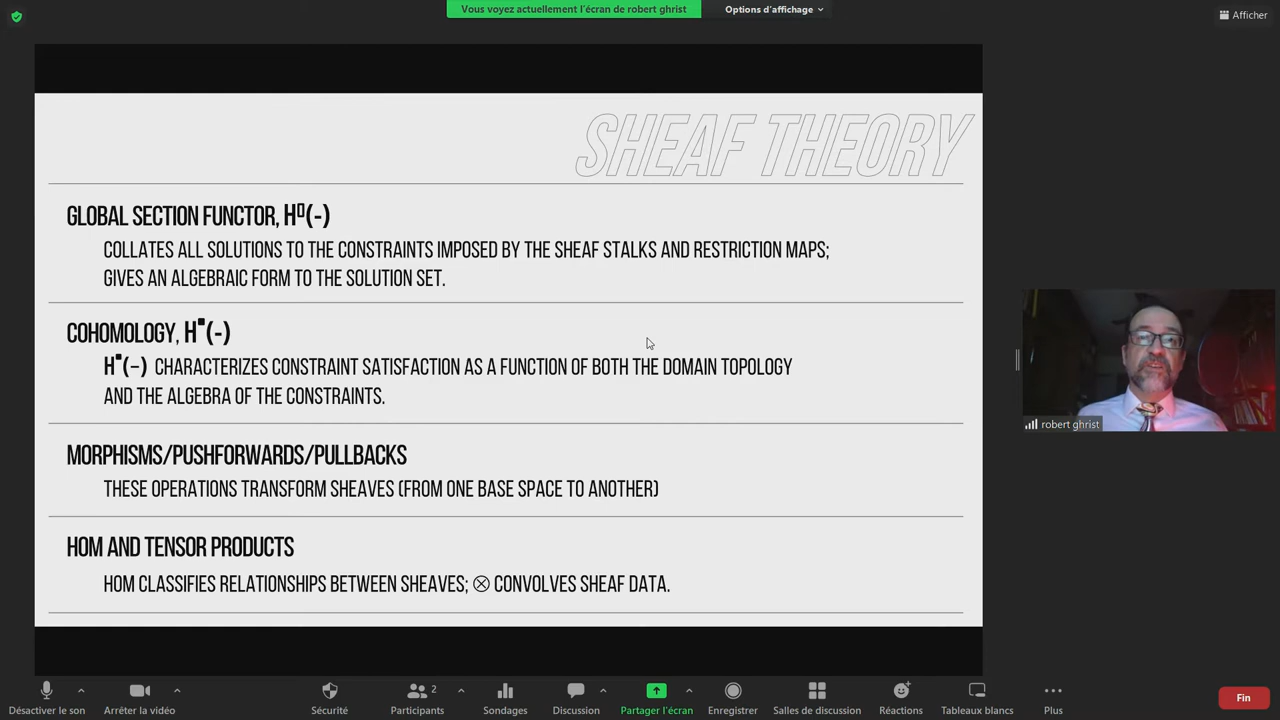 Vous voyez actuellement l'écran de robert ghrist
Options d'affichage
Afficher
SHEAF THEORY
GLOBAL SECTION FUNCTOR, H▯(-)
COLLATES ALL SOLUTIONS TO THE CONSTRAINTS IMPOSED BY THE SHEAF STALKS AND RESTRICTION MAPS;
GIVES AN ALGEBRAIC FORM TO THE SOLUTION SET.
COHOMOLOGY, H▪(-)
H▪(–) CHARACTERIZES CONSTRAINT SATISFACTION AS A FUNCTION OF BOTH THE DOMAIN TOPOLOGY
AND THE ALGEBRA OF THE CONSTRAINTS.
MORPHISMS/PUSHFORWARDS/PULLBACKS
THESE OPERATIONS TRANSFORM SHEAVES (FROM ONE BASE SPACE TO ANOTHER)
HOM AND TENSOR PRODUCTS
HOM CLASSIFIES RELATIONSHIPS BETWEEN SHEAVES; ⊗ CONVOLVES SHEAF DATA.
robert ghrist
Désactiver le son
Arrêter la vidéo
Sécurité
Participants
2
Sondages
Discussion
Partager l'écran
Enregistrer
Salles de discussion
Réactions
Tableaux blancs
Plus
Fin